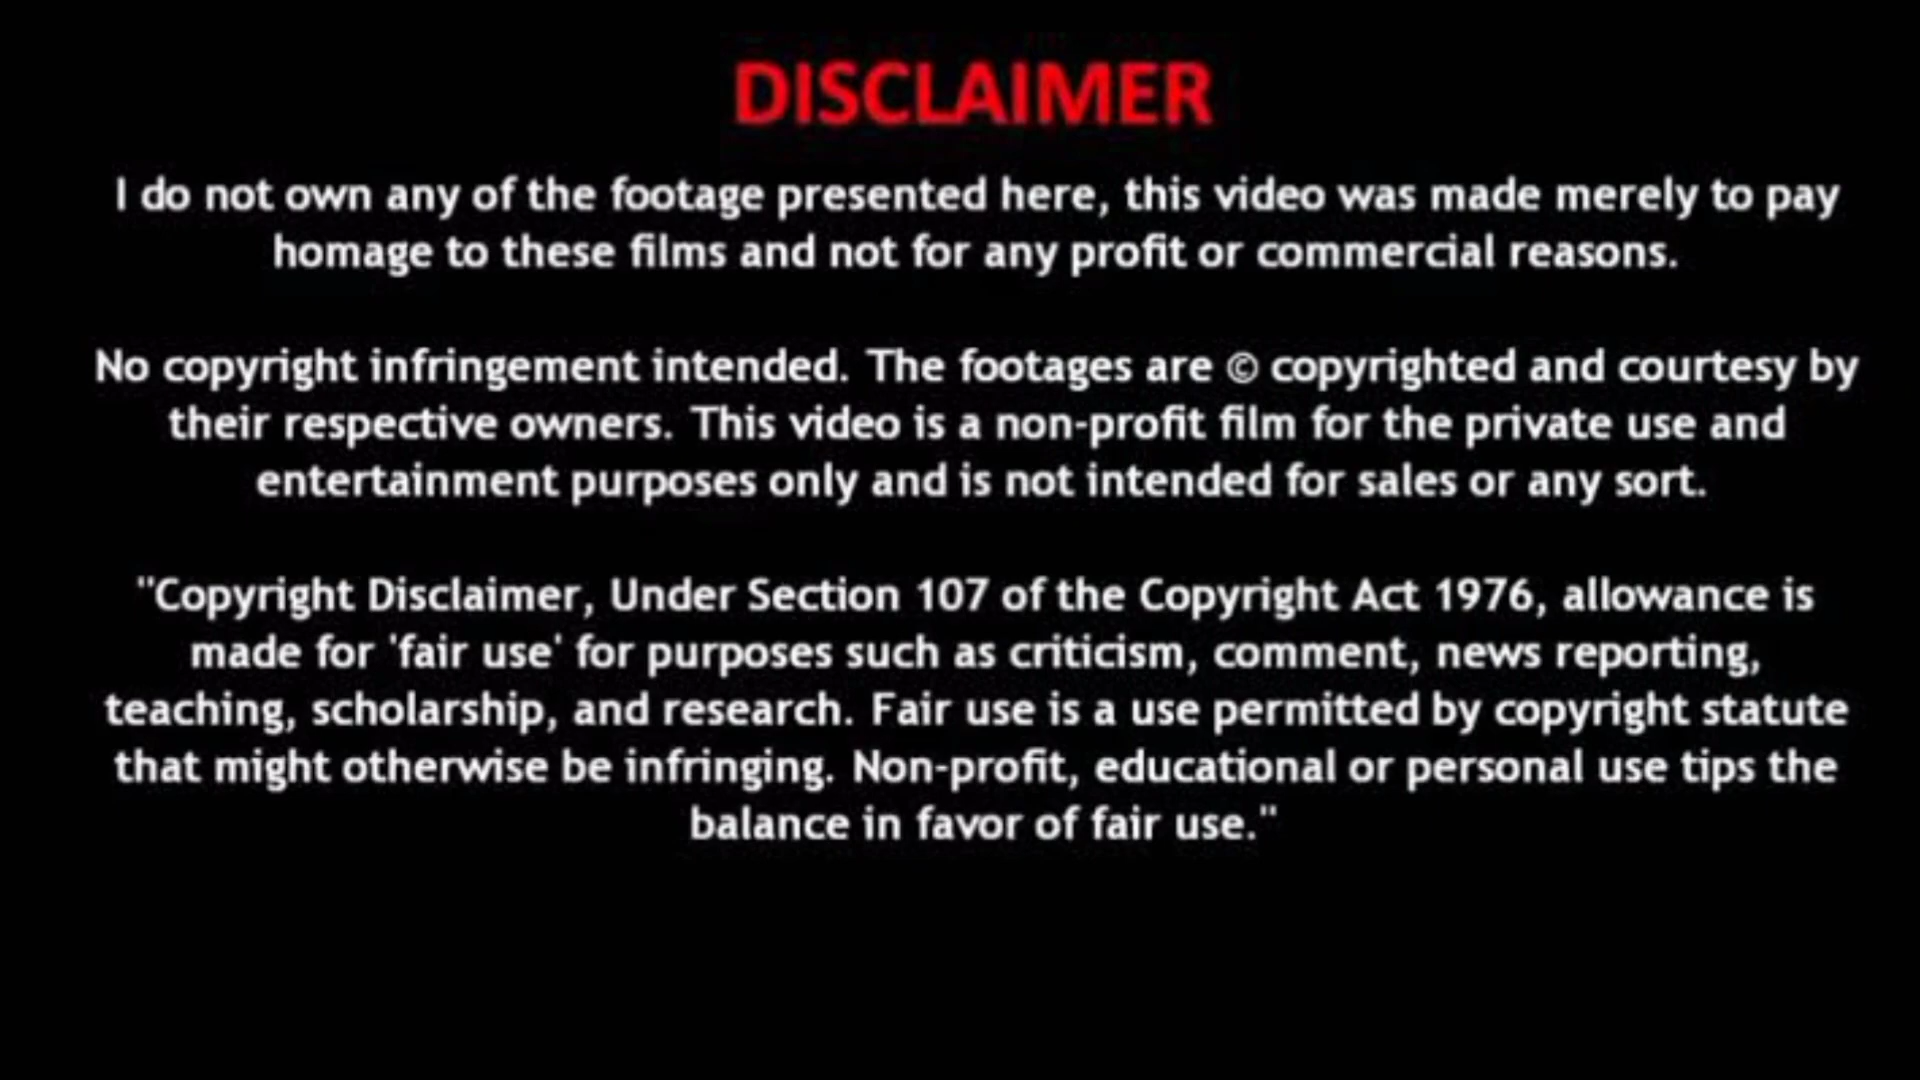 DISCLAIMER
I do not own any of the footage presented here, this video was made merely to pay
homage to these films and not for any profit or commercial reasons.
No copyright infringement intended. The footages are © copyrighted and courtesy by
their respective owners. This video is a non-profit film for the private use and
entertainment purposes only and is not intended for sales or any sort.
"Copyright Disclaimer, Under Section 107 of the Copyright Act 1976, allowance is
made for 'fair use' for purposes such as criticism, comment, news reporting,
teaching, scholarship, and research. Fair use is a use permitted by copyright statute
that might otherwise be infringing. Non-profit, educational or personal use tips the
balance in favor of fair use."